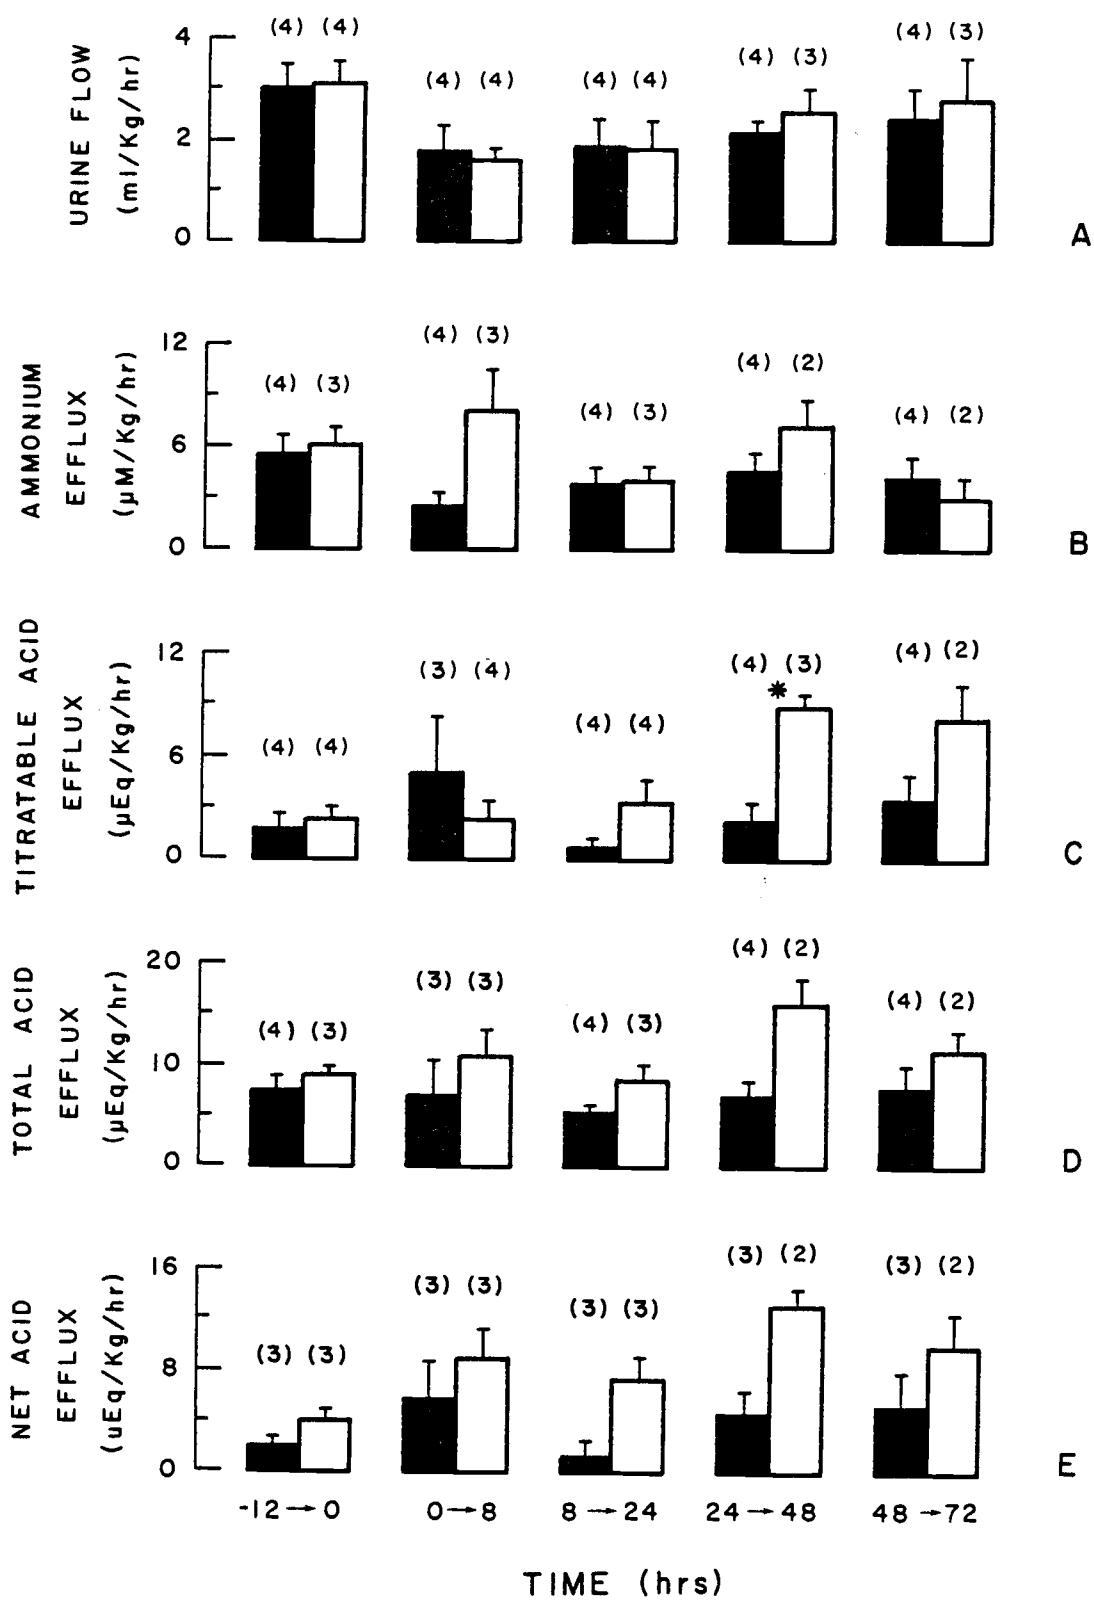 URINE FLOW
(ml/Kg/hr)
4
2
0
(4) (4)
(4) (4)
(4) (4)
(4) (3)
(4) (3)
A
AMMONIUM
EFFLUX
(µM/Kg/hr)
12
6
0
(4) (3)
(4) (3)
(4) (3)
(4) (2)
(4) (2)
B
TITRATABLE ACID
EFFLUX
(µEq/Kg/hr)
12
6
0
(4) (4)
(3) (4)
(4) (4)
(4) (3)
*
(4) (2)
C
TOTAL ACID
EFFLUX
(µEq/Kg/hr)
20
10
0
(4) (3)
(3) (3)
(4) (3)
(4) (2)
(4) (2)
D
NET ACID
EFFLUX
(uEq/Kg/hr)
16
8
0
(3) (3)
(3) (3)
(3) (3)
(3) (2)
(3) (2)
E
-12→0
0→8
8→24
24→48
48→72
TIME (hrs)